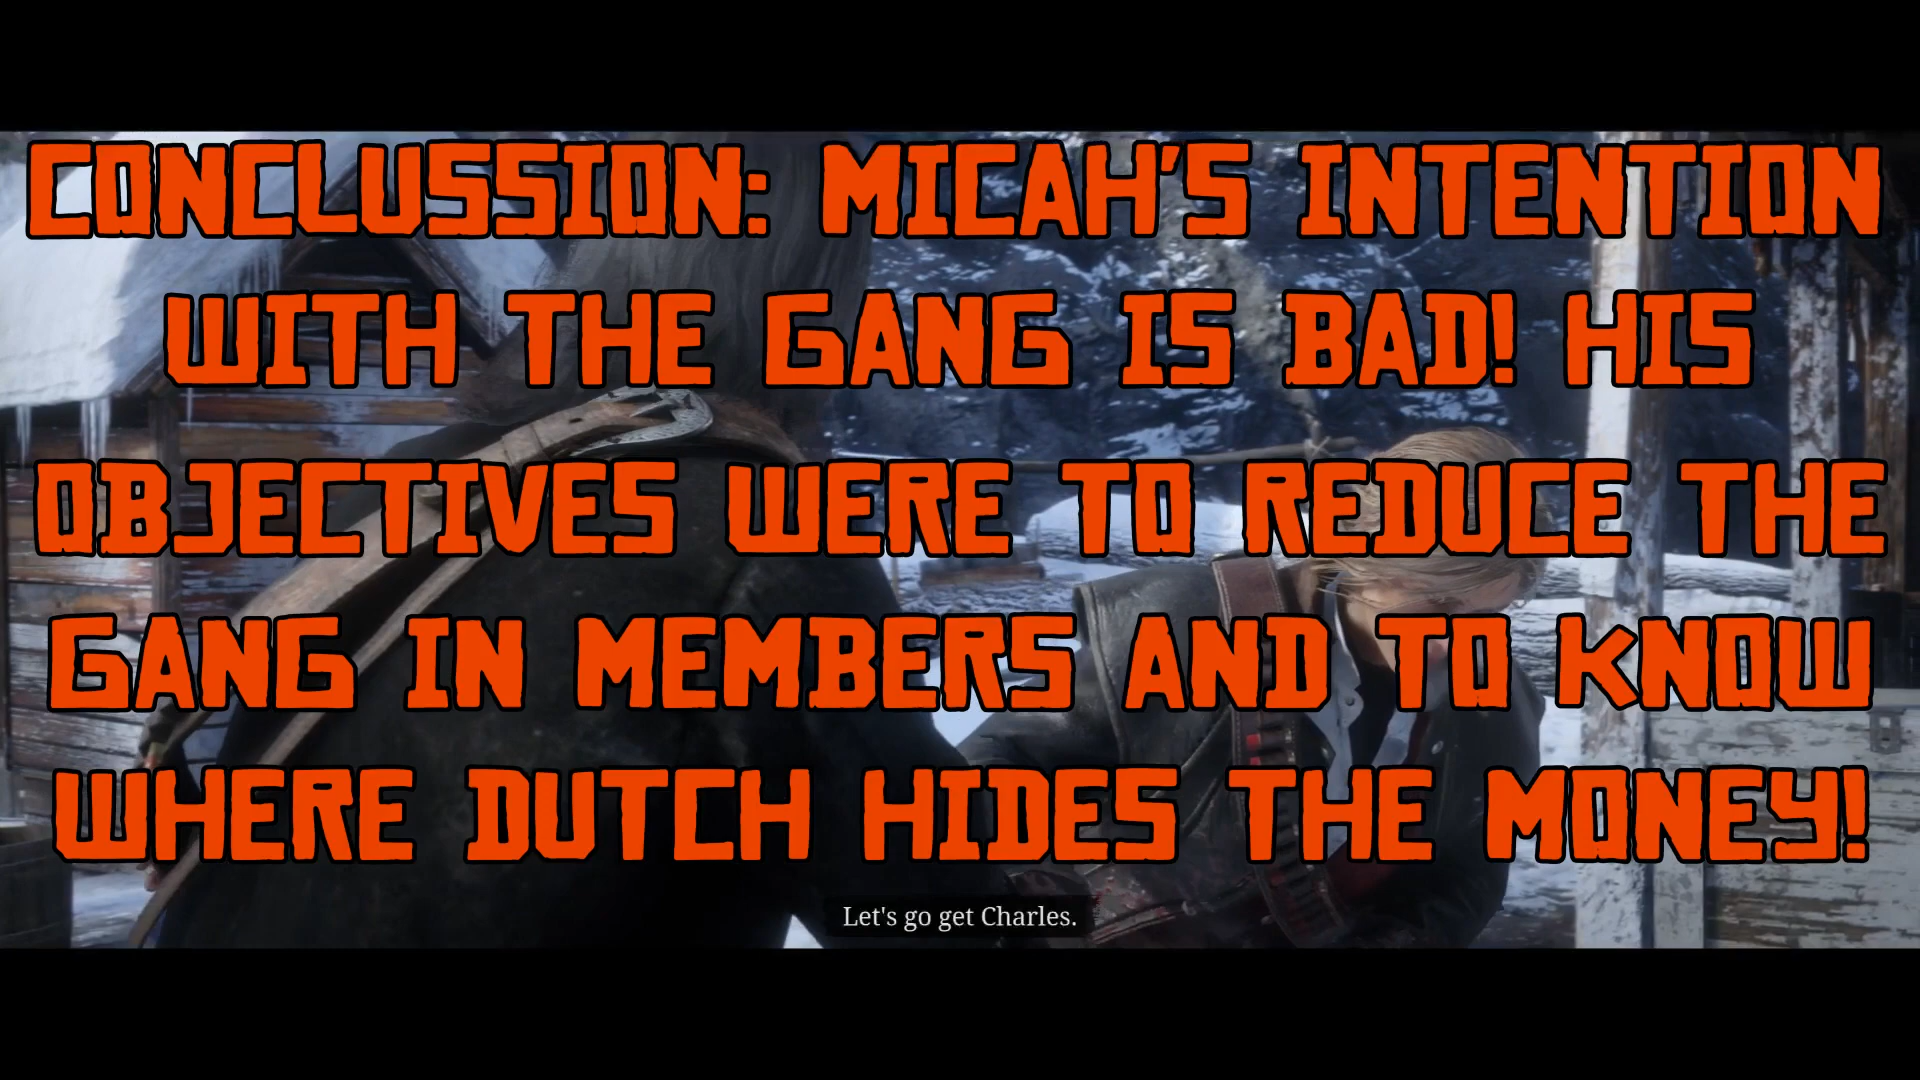 CONCLUSSION: MICAH'S INTENTION
WITH THE GANG IS BAD! HIS
OBJECTIVES WERE TO REDUCE THE
GANG IN MEMBERS AND TO KNOW
WHERE DUTCH HIDES THE MONEY!
Let's go get Charles.